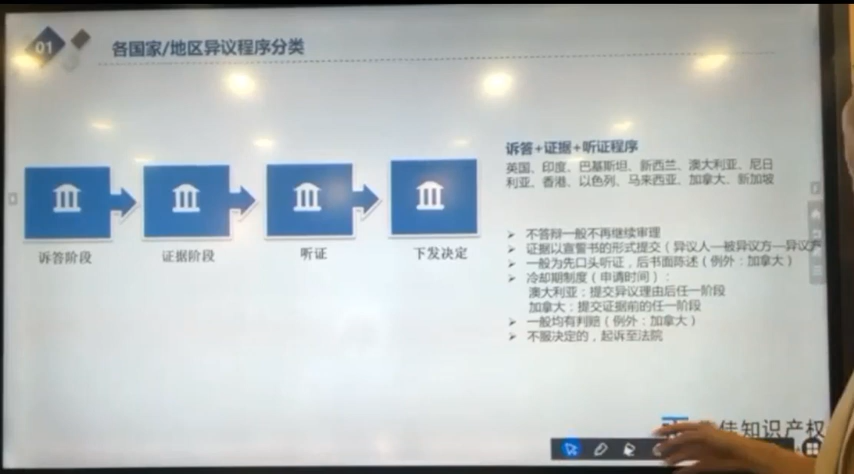 01
各国家/地区异议程序分类
诉答阶段
证据阶段
听证
下发决定
诉答+证据+听证程序
英国、印度、巴基斯坦、新西兰、澳大利亚、尼日
利亚、香港、以色列、马来西亚、加拿大、新加坡
不答辩一般不再继续审理
证据以宣誓书的形式提交（异议人—被异议方—异议方
一般为先口头听证，后书面陈述（例外：加拿大）
冷却期制度（申请时间）：
澳大利亚：提交异议理由后任一阶段
加拿大：提交证据前的任一阶段
一般均有判赔（例外：加拿大）
不服决定的，起诉至法院
佳知识产权